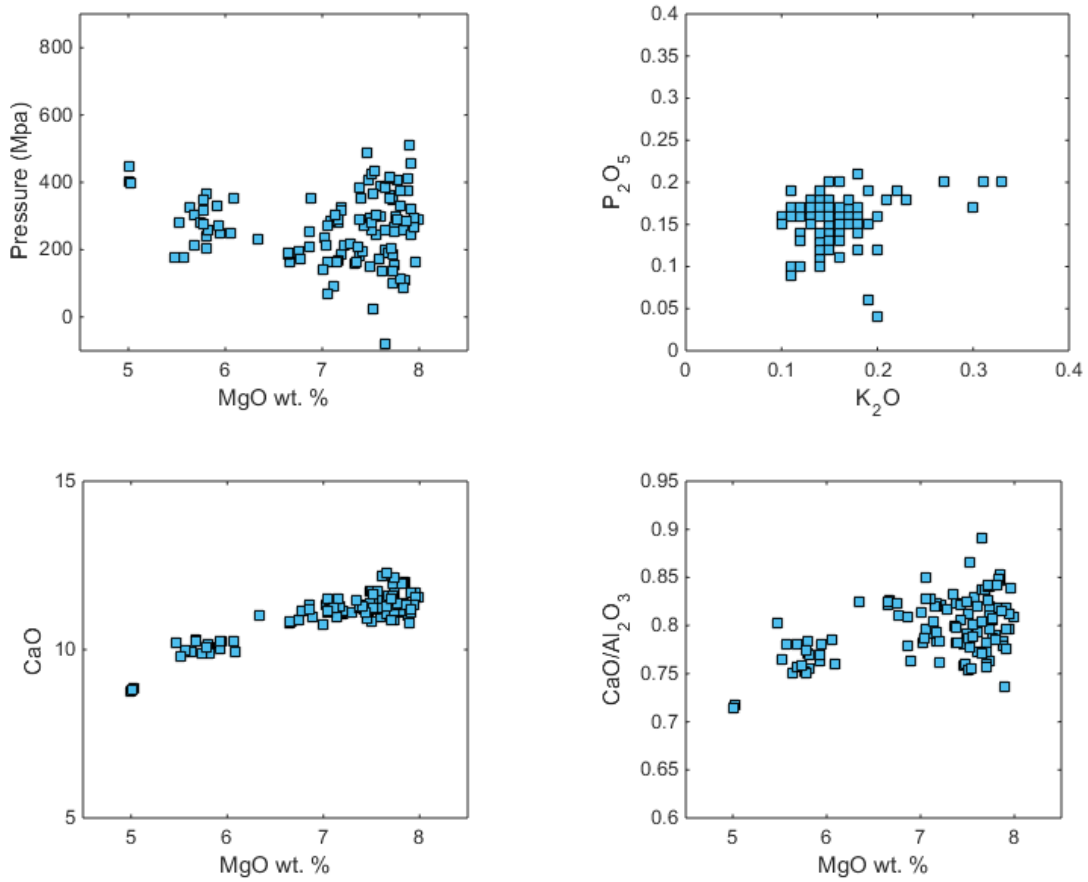 800
600
400
200
0
Pressure (Mpa)
5 6 7 8
MgO wt. %
0.4
0.35
0.3
0.25
0.2
0.15
0.1
0.05
0
P₂O₅
0 0.1 0.2 0.3 0.4
K₂O
15
10
5
CaO
5 6 7 8
MgO wt. %
0.95
0.9
0.85
0.8
0.75
0.7
0.65
0.6
CaO/Al₂O₃
5 6 7 8
MgO wt. %